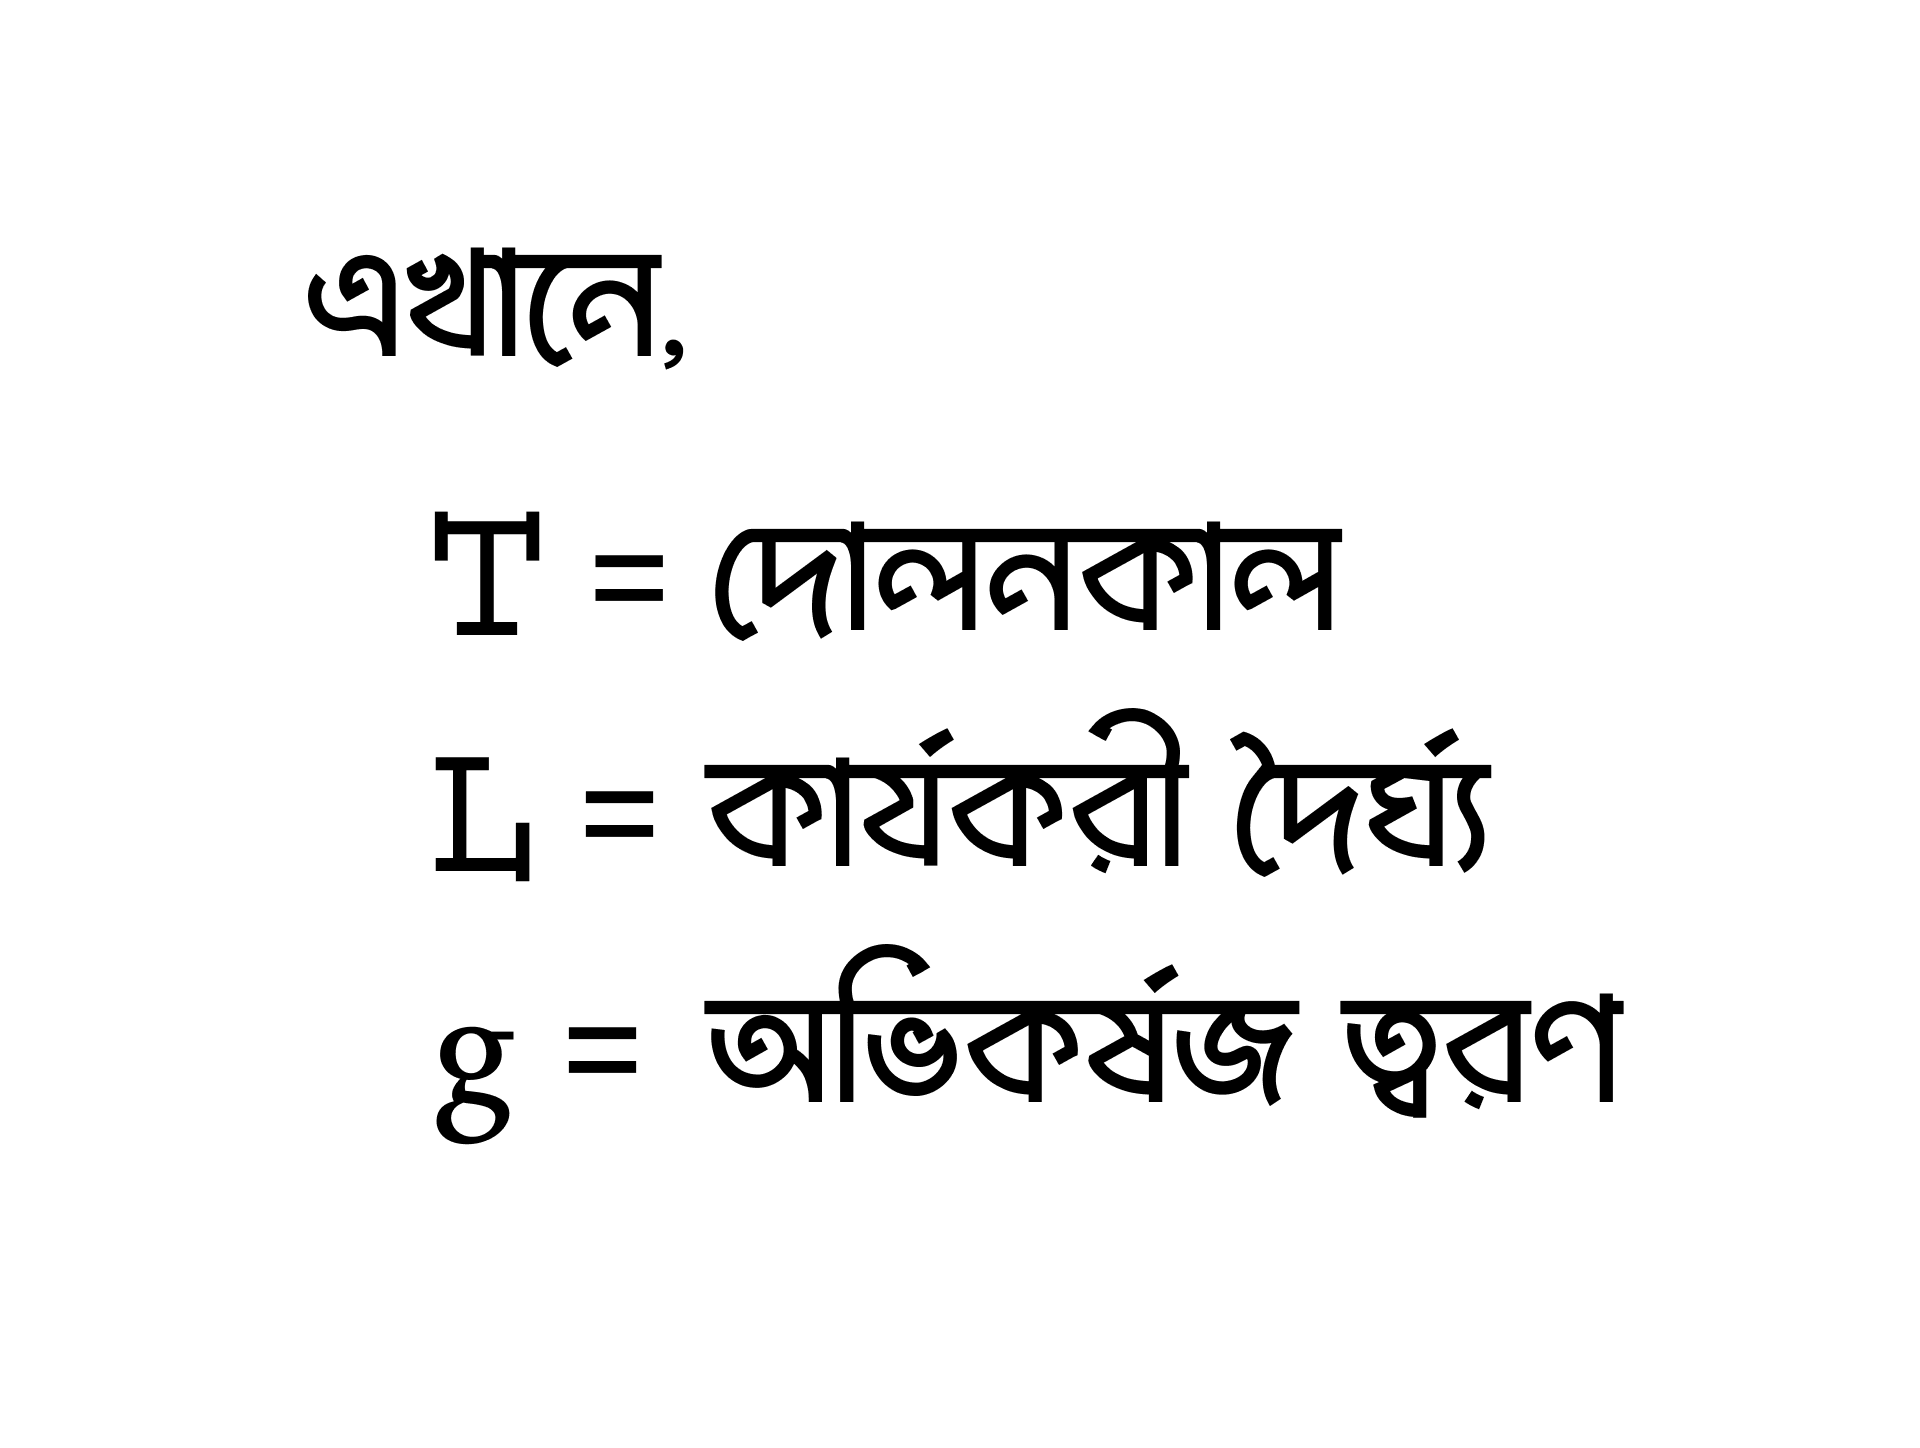 এখানে,
T = দোলনকাল
L = কার্যকরী দৈর্ঘ্য
g = অভিকর্ষজ ত্বরণ